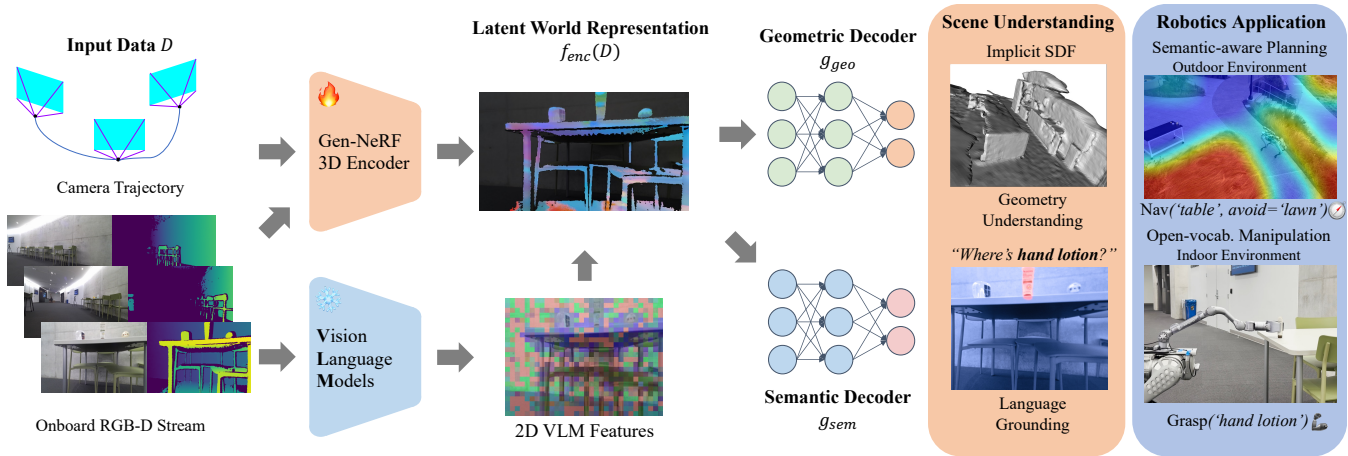 Input Data D
Camera Trajectory
Onboard RGB-D Stream
Gen-NeRF
3D Encoder
Vision
Language
Models
Latent World Representation
f_enc(D)
2D VLM Features
Geometric Decoder
g_geo
Semantic Decoder
g_sem
Scene Understanding
Implicit SDF
Geometry
Understanding
“Where’s hand lotion?”
Language
Grounding
Robotics Application
Semantic-aware Planning
Outdoor Environment
Nav(‘table’, avoid=‘lawn’)
Open-vocab. Manipulation
Indoor Environment
Grasp(‘hand lotion’)